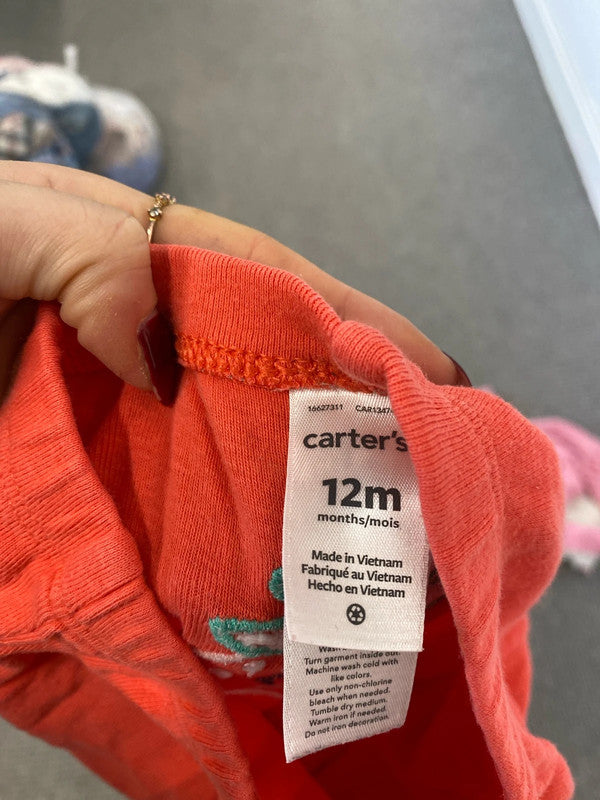 16627311 CAR1347
carter's
12m
months/mois
Made in Vietnam
Fabriqué au Vietnam
Hecho en Vietnam
Wash
Turn garment inside out.
Machine wash cold with
like colors.
Use only non-chlorine
bleach when needed.
Tumble dry medium.
Warm iron if needed.
Do not iron decoration.